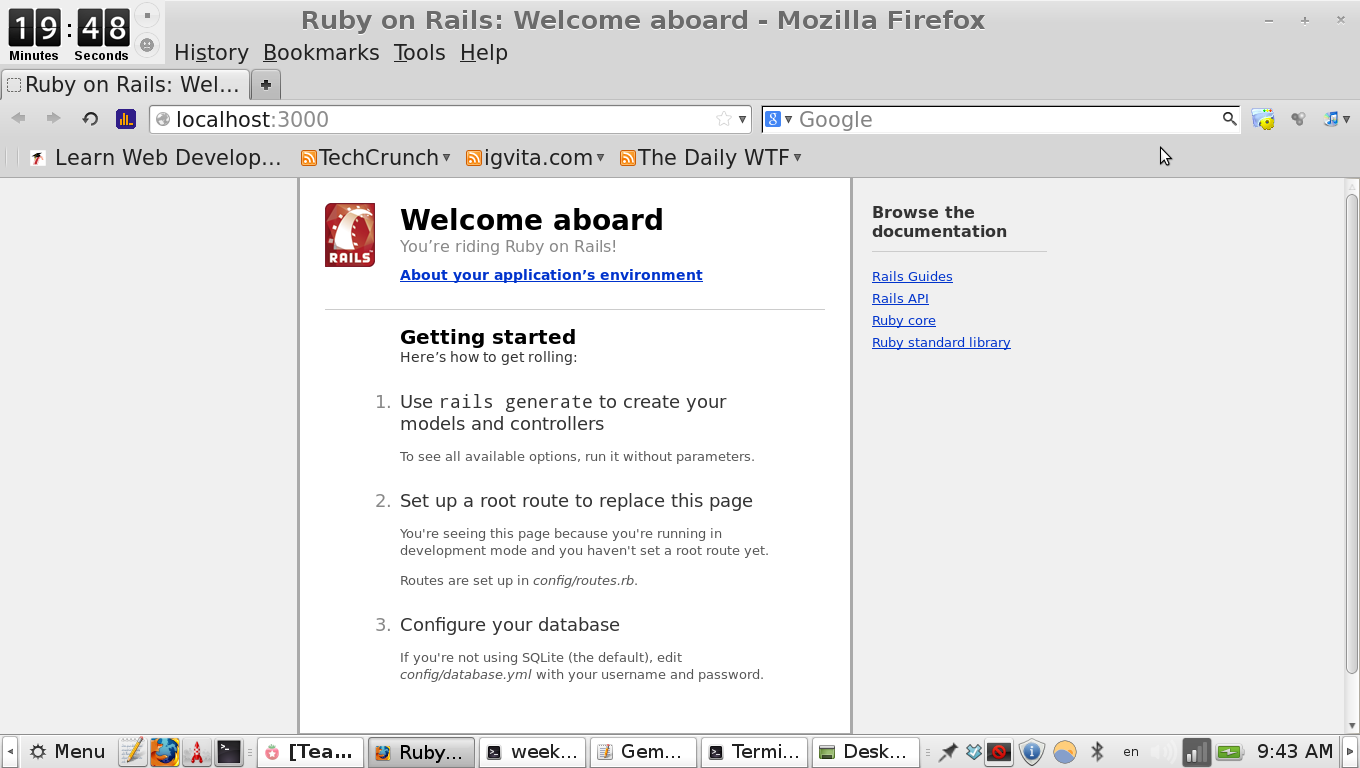 19:48
Minutes Seconds
Ruby on Rails: Welcome aboard - Mozilla Firefox
History Bookmarks Tools Help
Ruby on Rails: Wel...
localhost:3000
8 Google
Learn Web Develop... TechCrunch igvita.com The Daily WTF
RAILS
Welcome aboard
You’re riding Ruby on Rails!
About your application’s environment
Getting started
Here’s how to get rolling:
1. Use rails generate to create your
models and controllers
To see all available options, run it without parameters.
2. Set up a root route to replace this page
You're seeing this page because you're running in
development mode and you haven't set a root route yet.
Routes are set up in config/routes.rb.
3. Configure your database
If you're not using SQLite (the default), edit
config/database.yml with your username and password.
Browse the
documentation
Rails Guides
Rails API
Ruby core
Ruby standard library
Menu [Tea... Ruby... week... Gem... Termi... Desk... en 9:43 AM